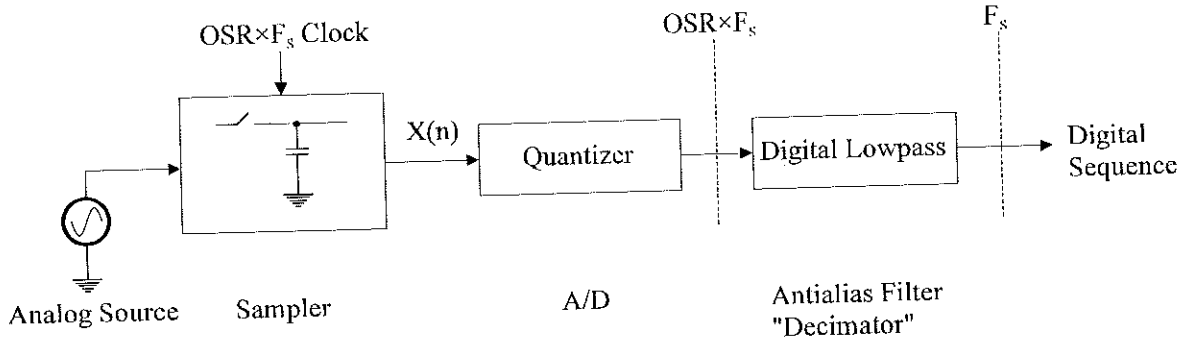 OSR×Fs Clock
OSR×Fs
Fs
X(n)
Quantizer
Digital Lowpass
Digital
Sequence
Analog Source
Sampler
A/D
Antialias Filter
"Decimator"